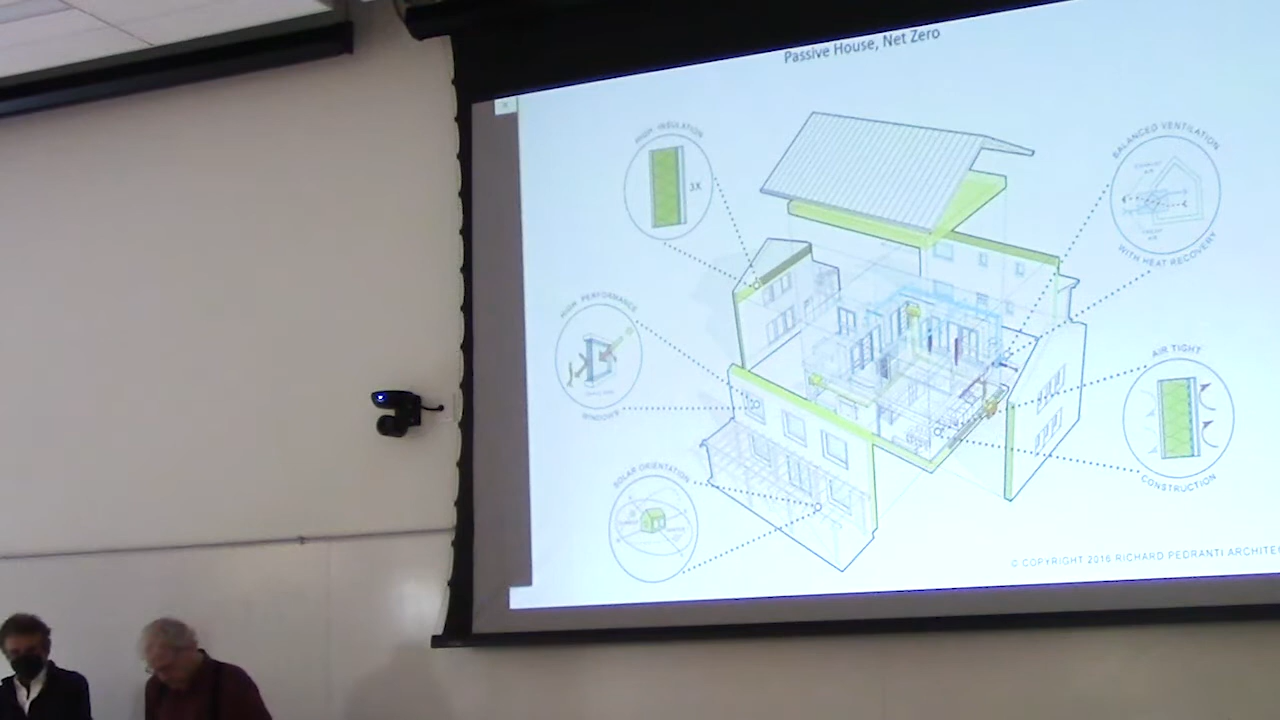 Passive House, Net Zero
HIGH INSULATION
3X
BALANCED VENTILATION
WITH HEAT RECOVERY
HIGH PERFORMANCE
WINDOWS
AIR TIGHT
CONSTRUCTION
SOLAR ORIENTATION
© COPYRIGHT 2016 RICHARD PEDRANTI ARCHITE